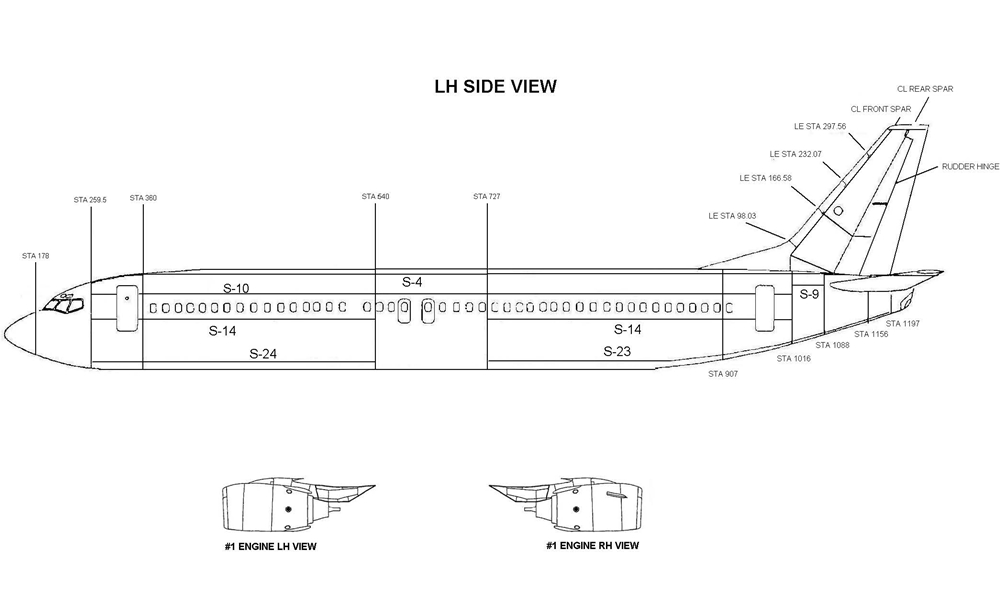 LH SIDE VIEW
CL REAR SPAR
CL FRONT SPAR
LE STA 297.56
LE STA 232.07
RUDDER HINGE
LE STA 166.58
STA 259.5
STA 360
STA 540
STA 727
LE STA 98.03
STA 178
S-10
S-4
S-9
S-14
S-14
S-24
S-23
STA 1197
STA 1156
STA 1088
STA 1016
STA 907
#1 ENGINE LH VIEW
#1 ENGINE RH VIEW